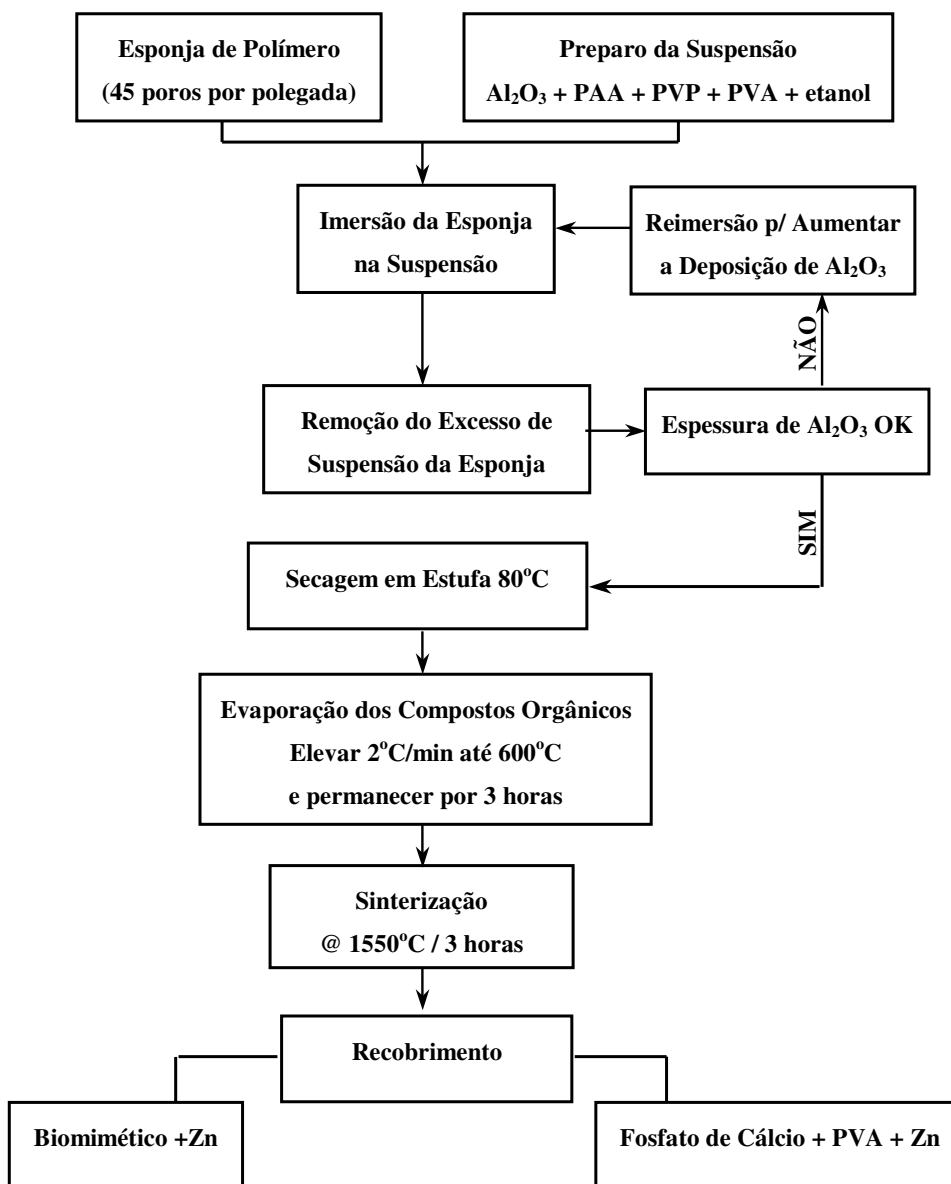 Esponja de Polímero
(45 poros por polegada)
Preparo da Suspensão
Al₂O₃ + PAA + PVP + PVA + etanol
Imersão da Esponja
na Suspensão
Reimersão p/ Aumentar
a Deposição de Al₂O₃
NÃO
Remoção do Excesso de
Suspensão da Esponja
Espessura de Al₂O₃ OK
SIM
Secagem em Estufa 80°C
Evaporação dos Compostos Orgânicos
Elevar 2°C/min até 600°C
e permanecer por 3 horas
Sinterização
@ 1550°C / 3 horas
Recobrimento
Biomimético +Zn
Fosfato de Cálcio + PVA + Zn